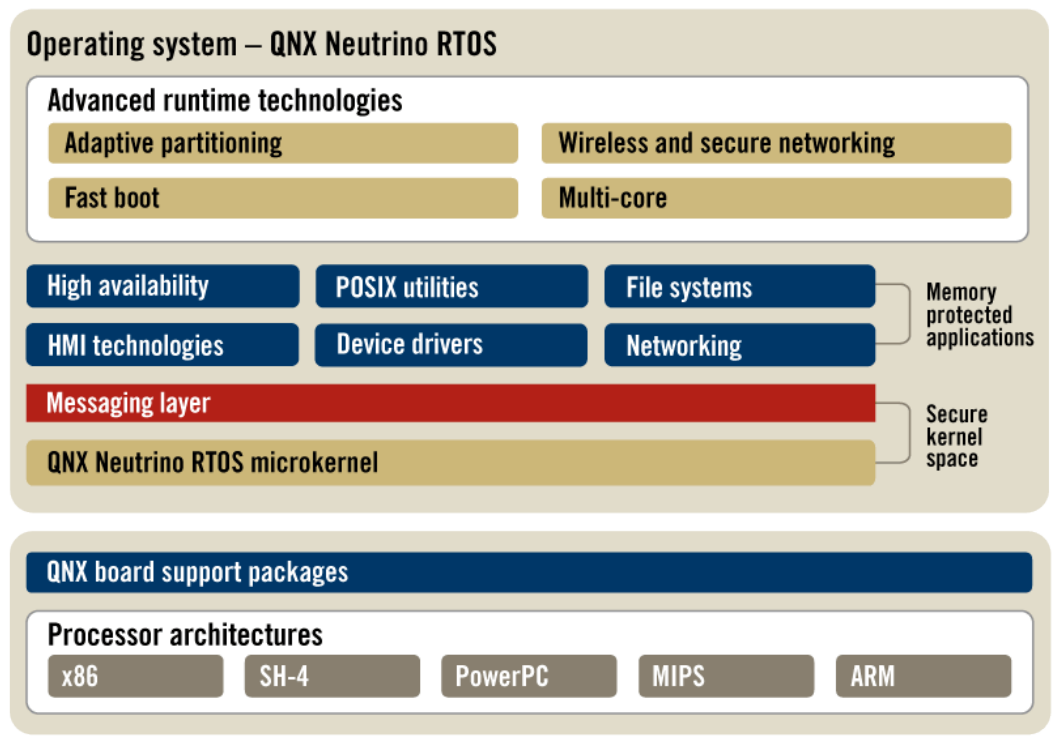 Operating system – QNX Neutrino RTOS
Advanced runtime technologies
Adaptive partitioning
Wireless and secure networking
Fast boot
Multi-core
High availability
POSIX utilities
File systems
HMI technologies
Device drivers
Networking
Memory
protected
applications
Messaging layer
QNX Neutrino RTOS microkernel
Secure
kernel
space
QNX board support packages
Processor architectures
x86
SH-4
PowerPC
MIPS
ARM